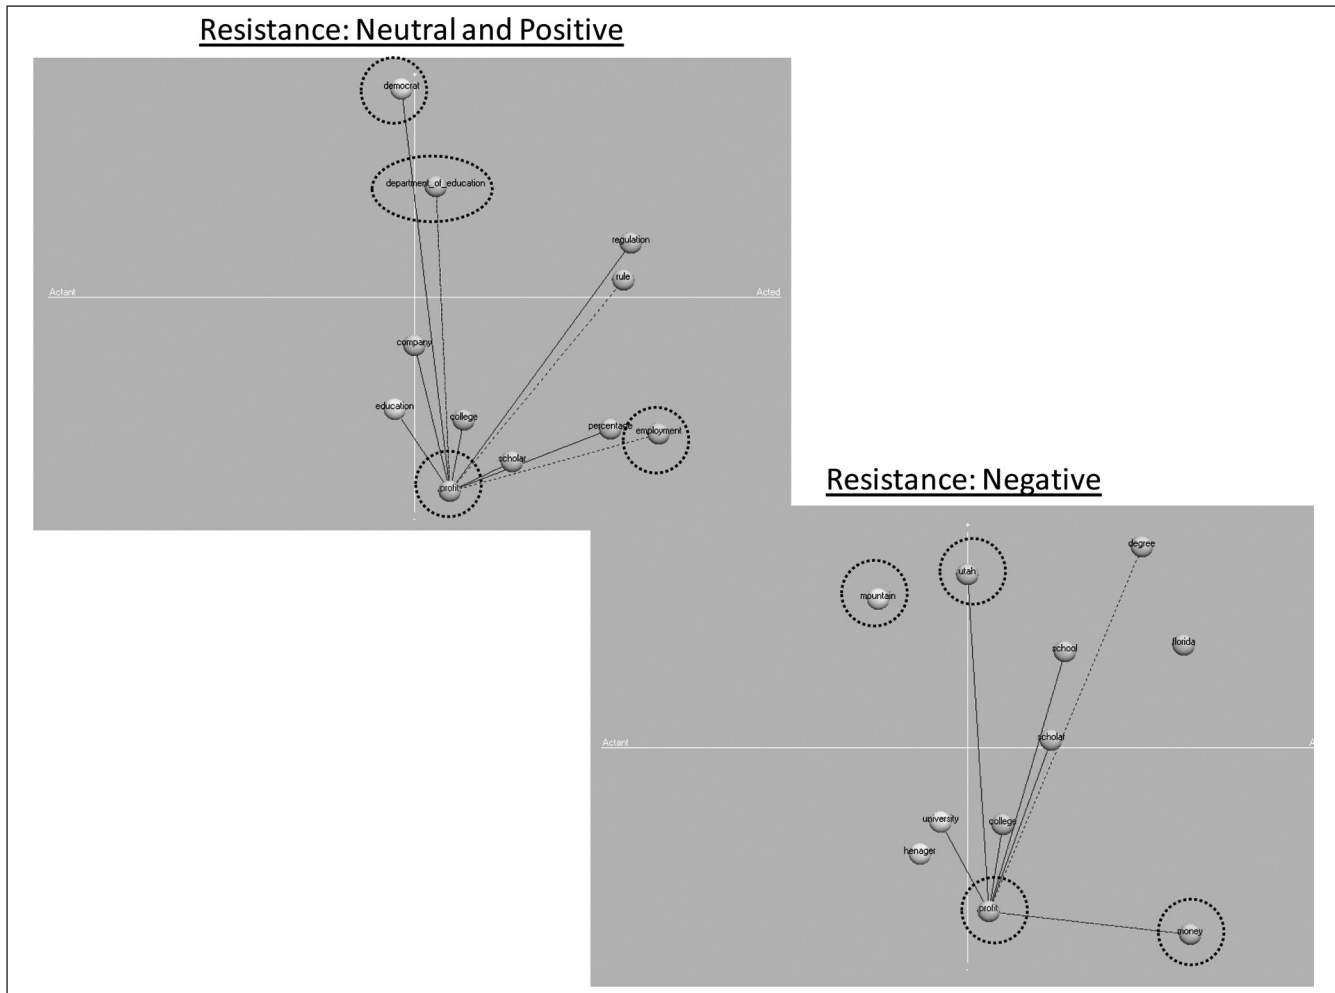 Resistance: Neutral and Positive
democrat
department_of_education
regulation
rule
Actant
Acted
company
education
college
percentage
employment
scholar
profit
Resistance: Negative
degree
utah
mountain
florida
school
scholar
Actant
A
university
college
henager
profit
money